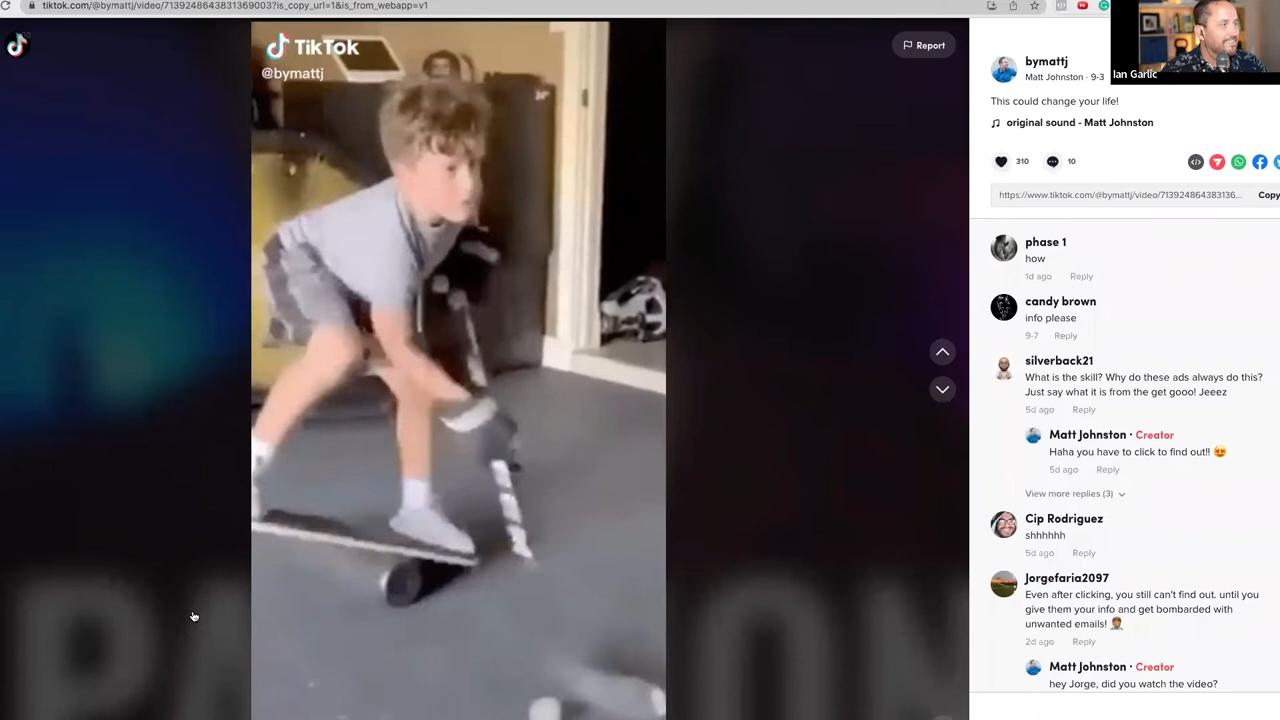 tiktok.com/@bymattj/video/7139248643831369003?is_copy_url=1&is_from_webapp=v1
TikTok
@bymattj
Report
bymattj
Matt Johnston · 9-3
Ian Garlic
This could change your life!
original sound - Matt Johnston
310
10
https://www.tiktok.com/@bymattj/video/713924864383136...
Copy
phase 1
how
1d ago Reply
candy brown
info please
9-7 Reply
silverback21
What is the skill? Why do these ads always do this?
Just say what it is from the get gooo! Jeeez
5d ago Reply
Matt Johnston · Creator
Haha you have to click to find out!! 😍
5d ago Reply
View more replies (3)
Cip Rodriguez
shhhhhh
5d ago Reply
Jorgefaria2097
Even after clicking, you still can't find out. until you
give them your info and get bombarded with
unwanted emails! 🤦🏽‍♂️
2d ago Reply
Matt Johnston · Creator
hey Jorge, did you watch the video?